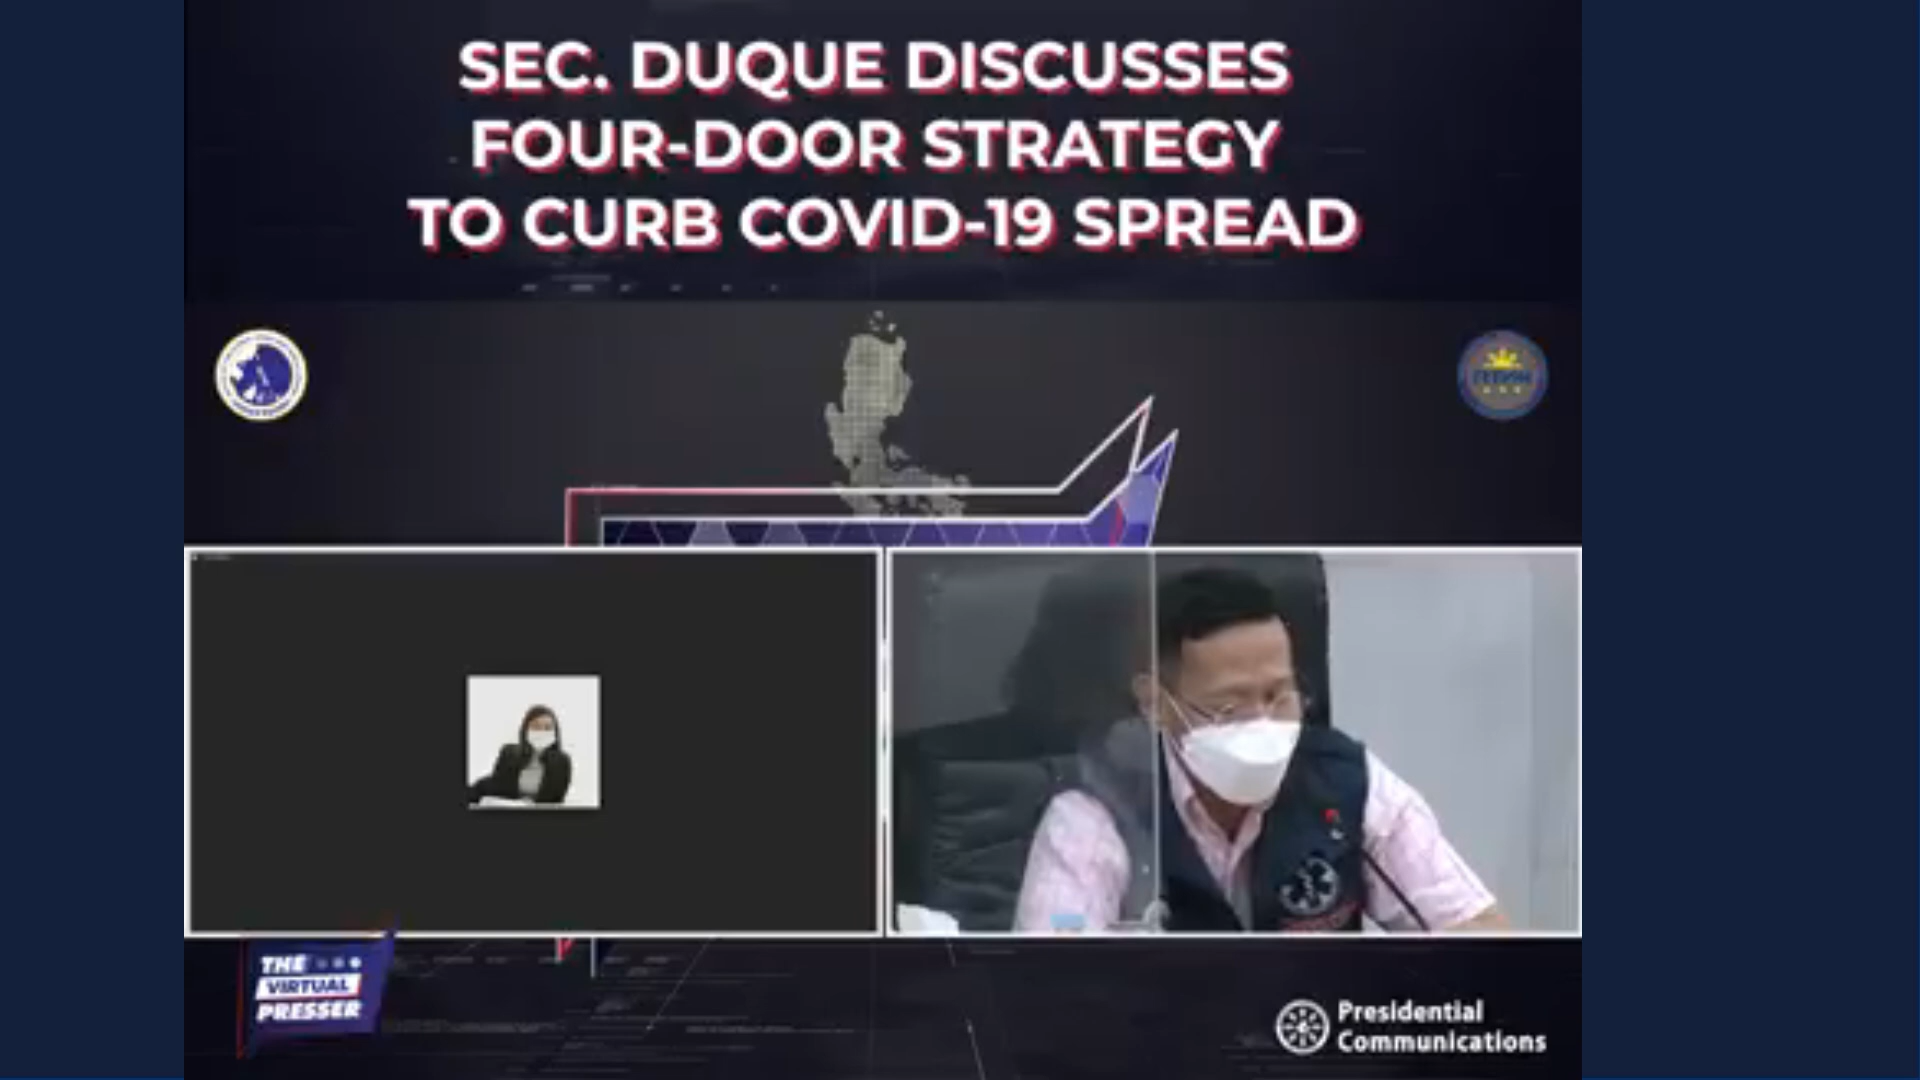 SEC. DUQUE DISCUSSES
FOUR-DOOR STRATEGY
TO CURB COVID-19 SPREAD
THE
VIRTUAL
PRESSER
Presidential
Communications